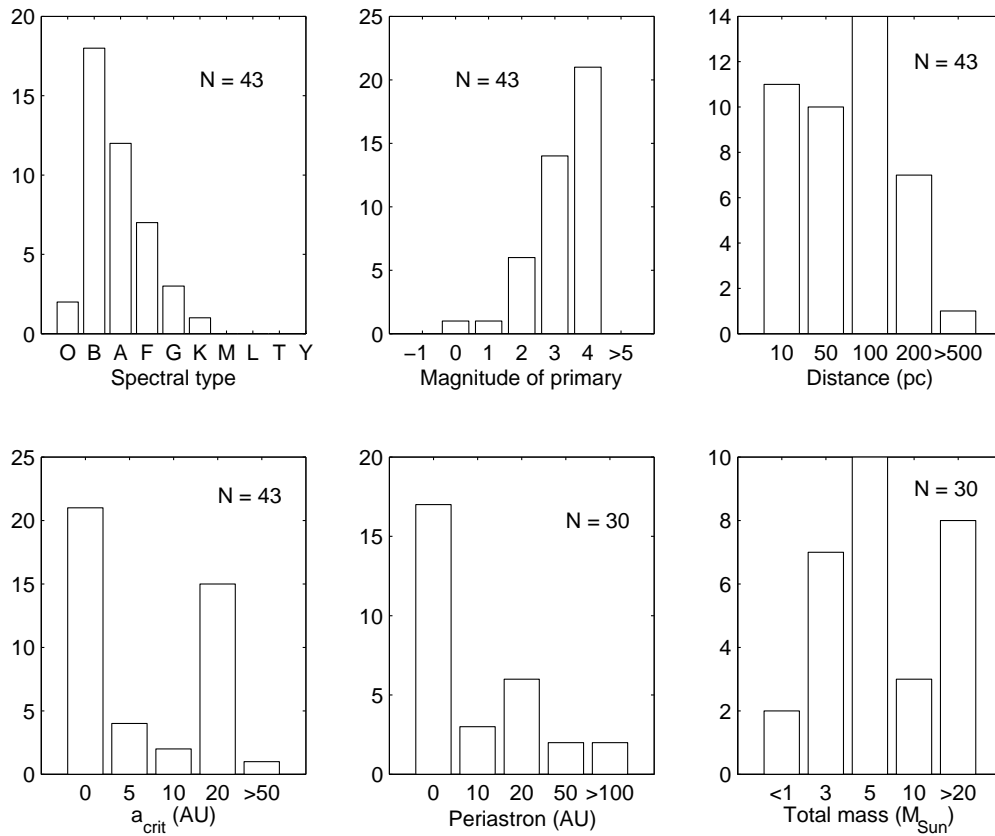 20
15
10
5
0
N = 43
O B A F G K M L T Y
Spectral type
25
20
15
10
5
0
N = 43
−1 0 1 2 3 4 >5
Magnitude of primary
14
12
10
8
6
4
2
0
N = 43
10 50 100 200 >500
Distance (pc)
25
20
15
10
5
0
N = 43
0 5 10 20 >50
a_crit (AU)
20
15
10
5
0
N = 30
0 10 20 50 >100
Periastron (AU)
10
8
6
4
2
0
N = 30
<1 3 5 10 >20
Total mass (M_Sun)